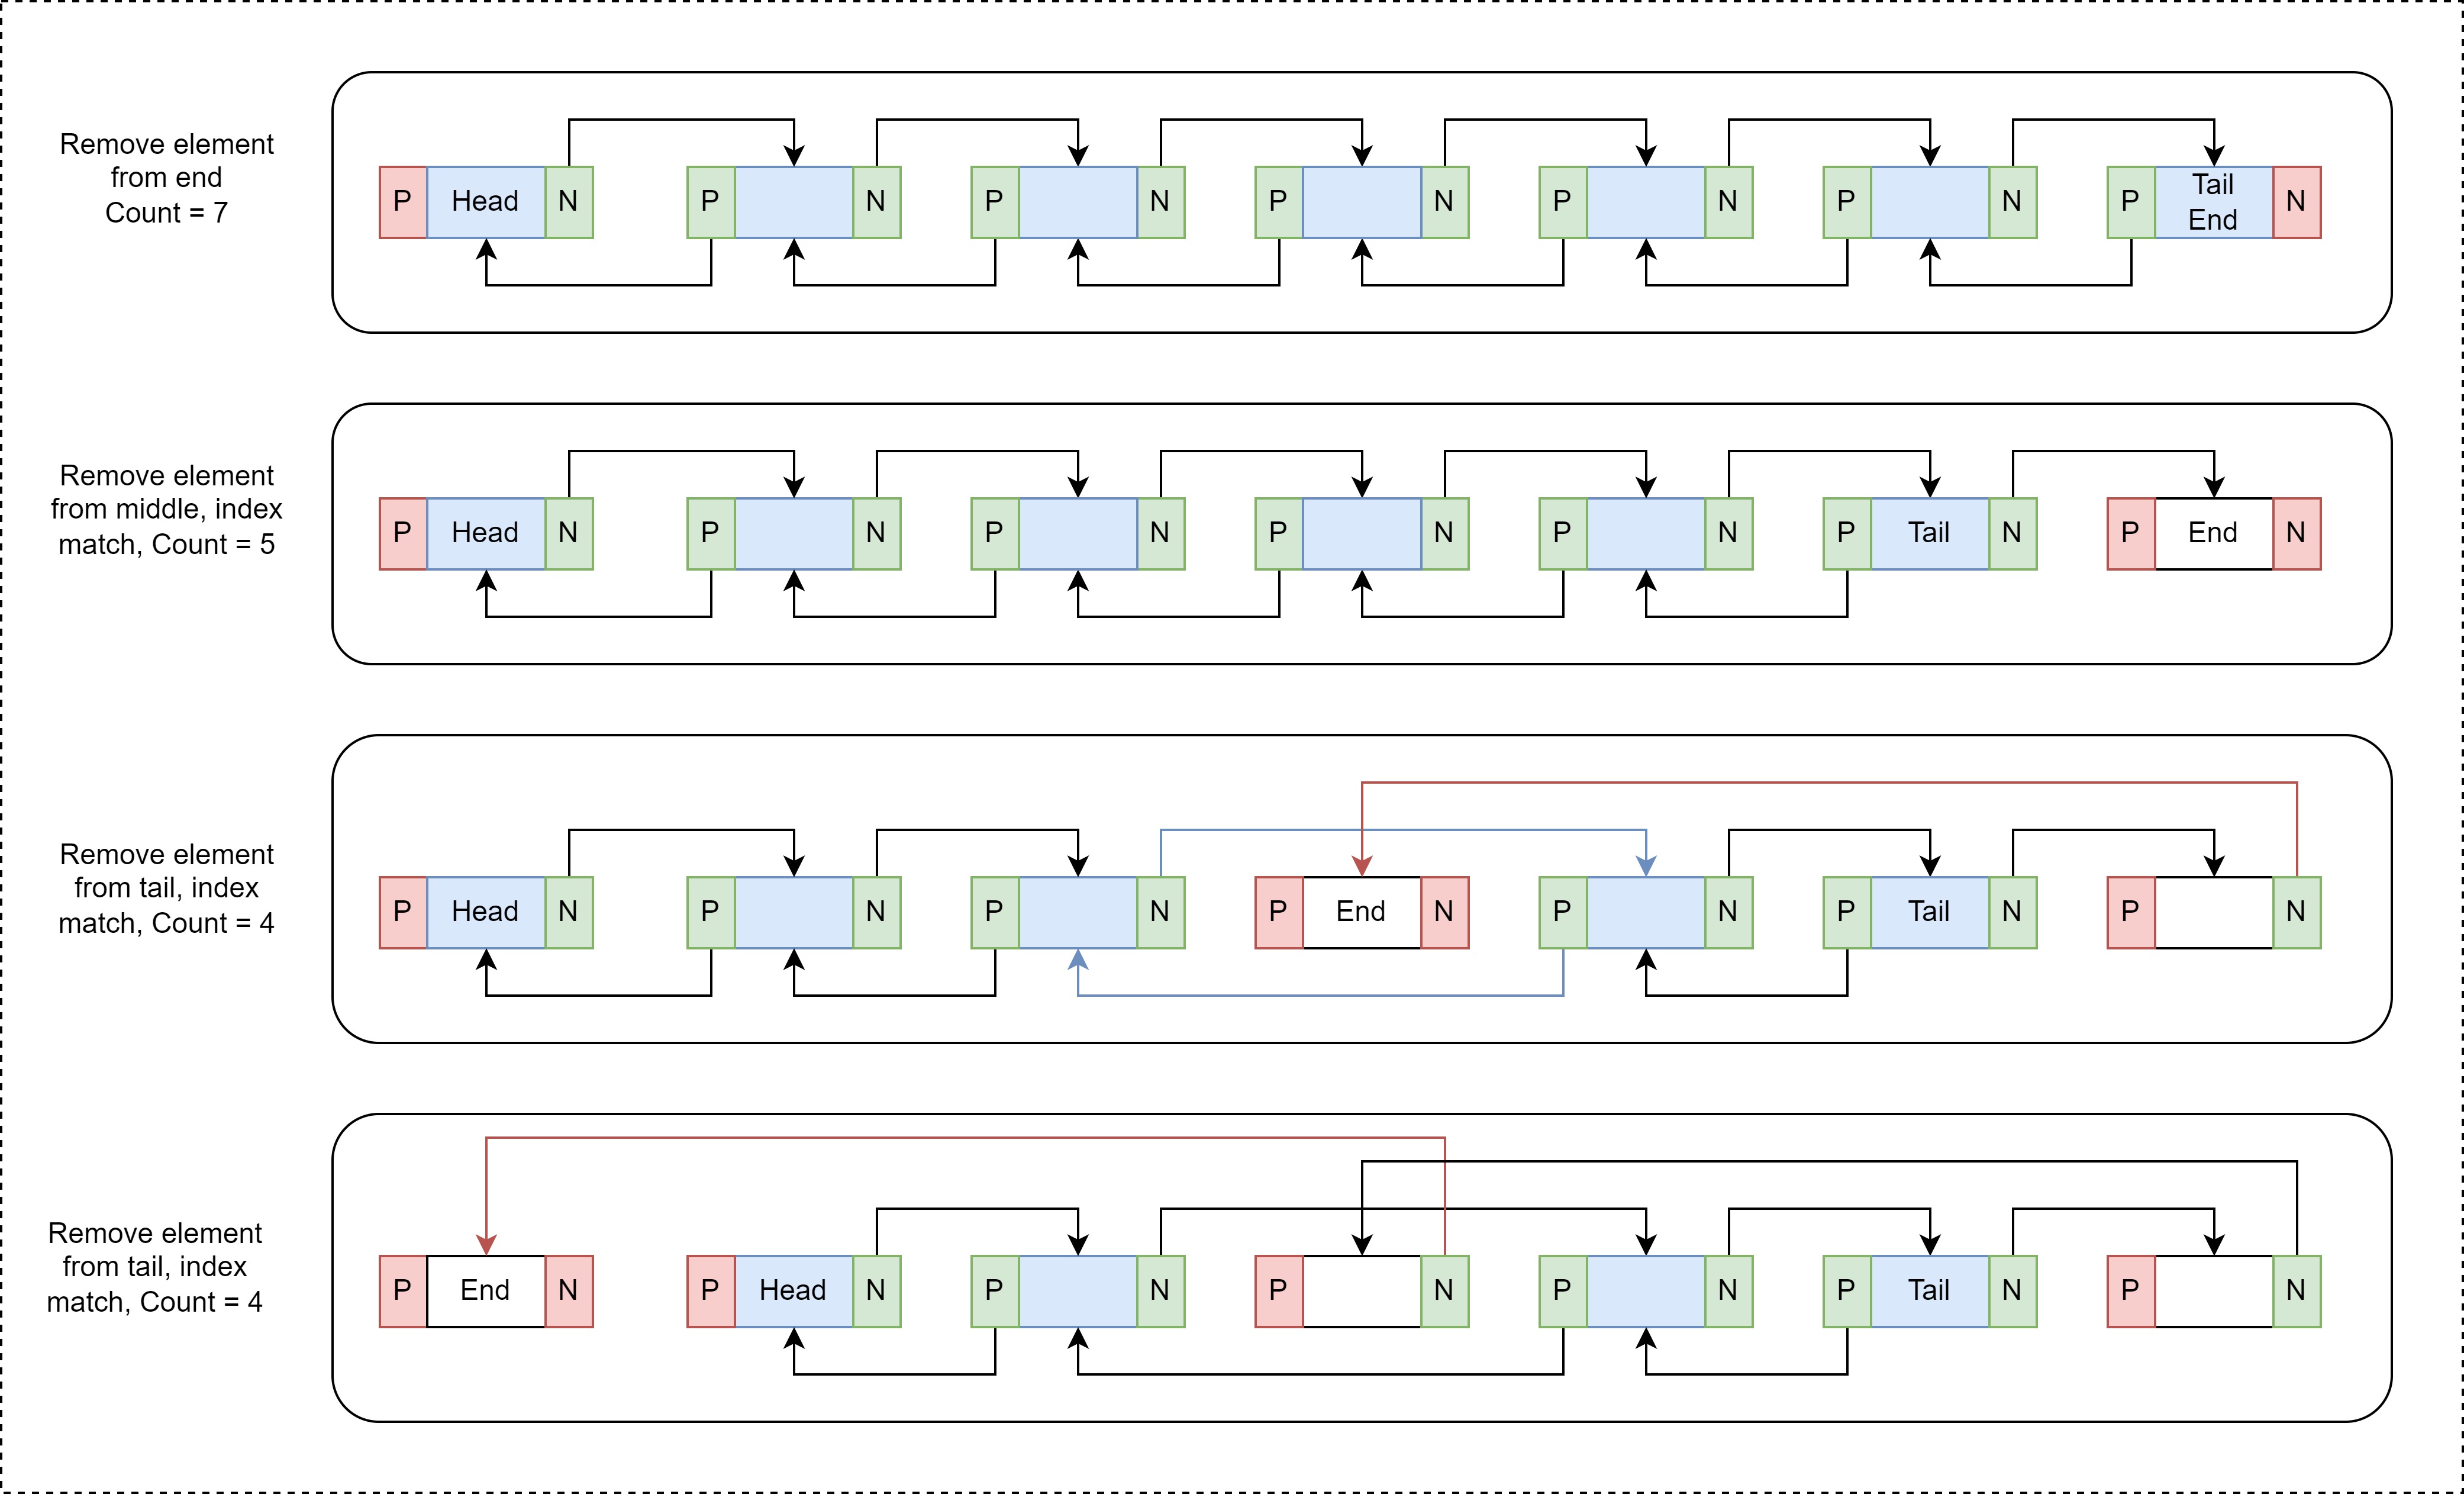 Remove element
from end
Count = 7
P Head N P N P N P N P N P N P Tail End N
Remove element
from middle, index
match, Count = 5
P Head N P N P N P N P N P Tail N P End N
Remove element
from tail, index
match, Count = 4
P Head N P N P N P End N P N P Tail N P N
Remove element
from tail, index
match, Count = 4
P End N P Head N P N P N P N P Tail N P N